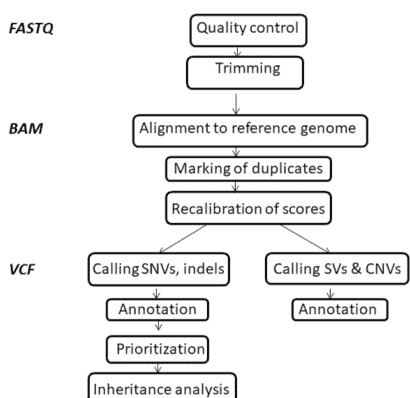 FASTQ
Quality control
Trimming
BAM
Alignment to reference genome
Marking of duplicates
Recalibration of scores
VCF
Calling SNVs, indels
Calling SVs & CNVs
Annotation
Annotation
Prioritization
Inheritance analysis